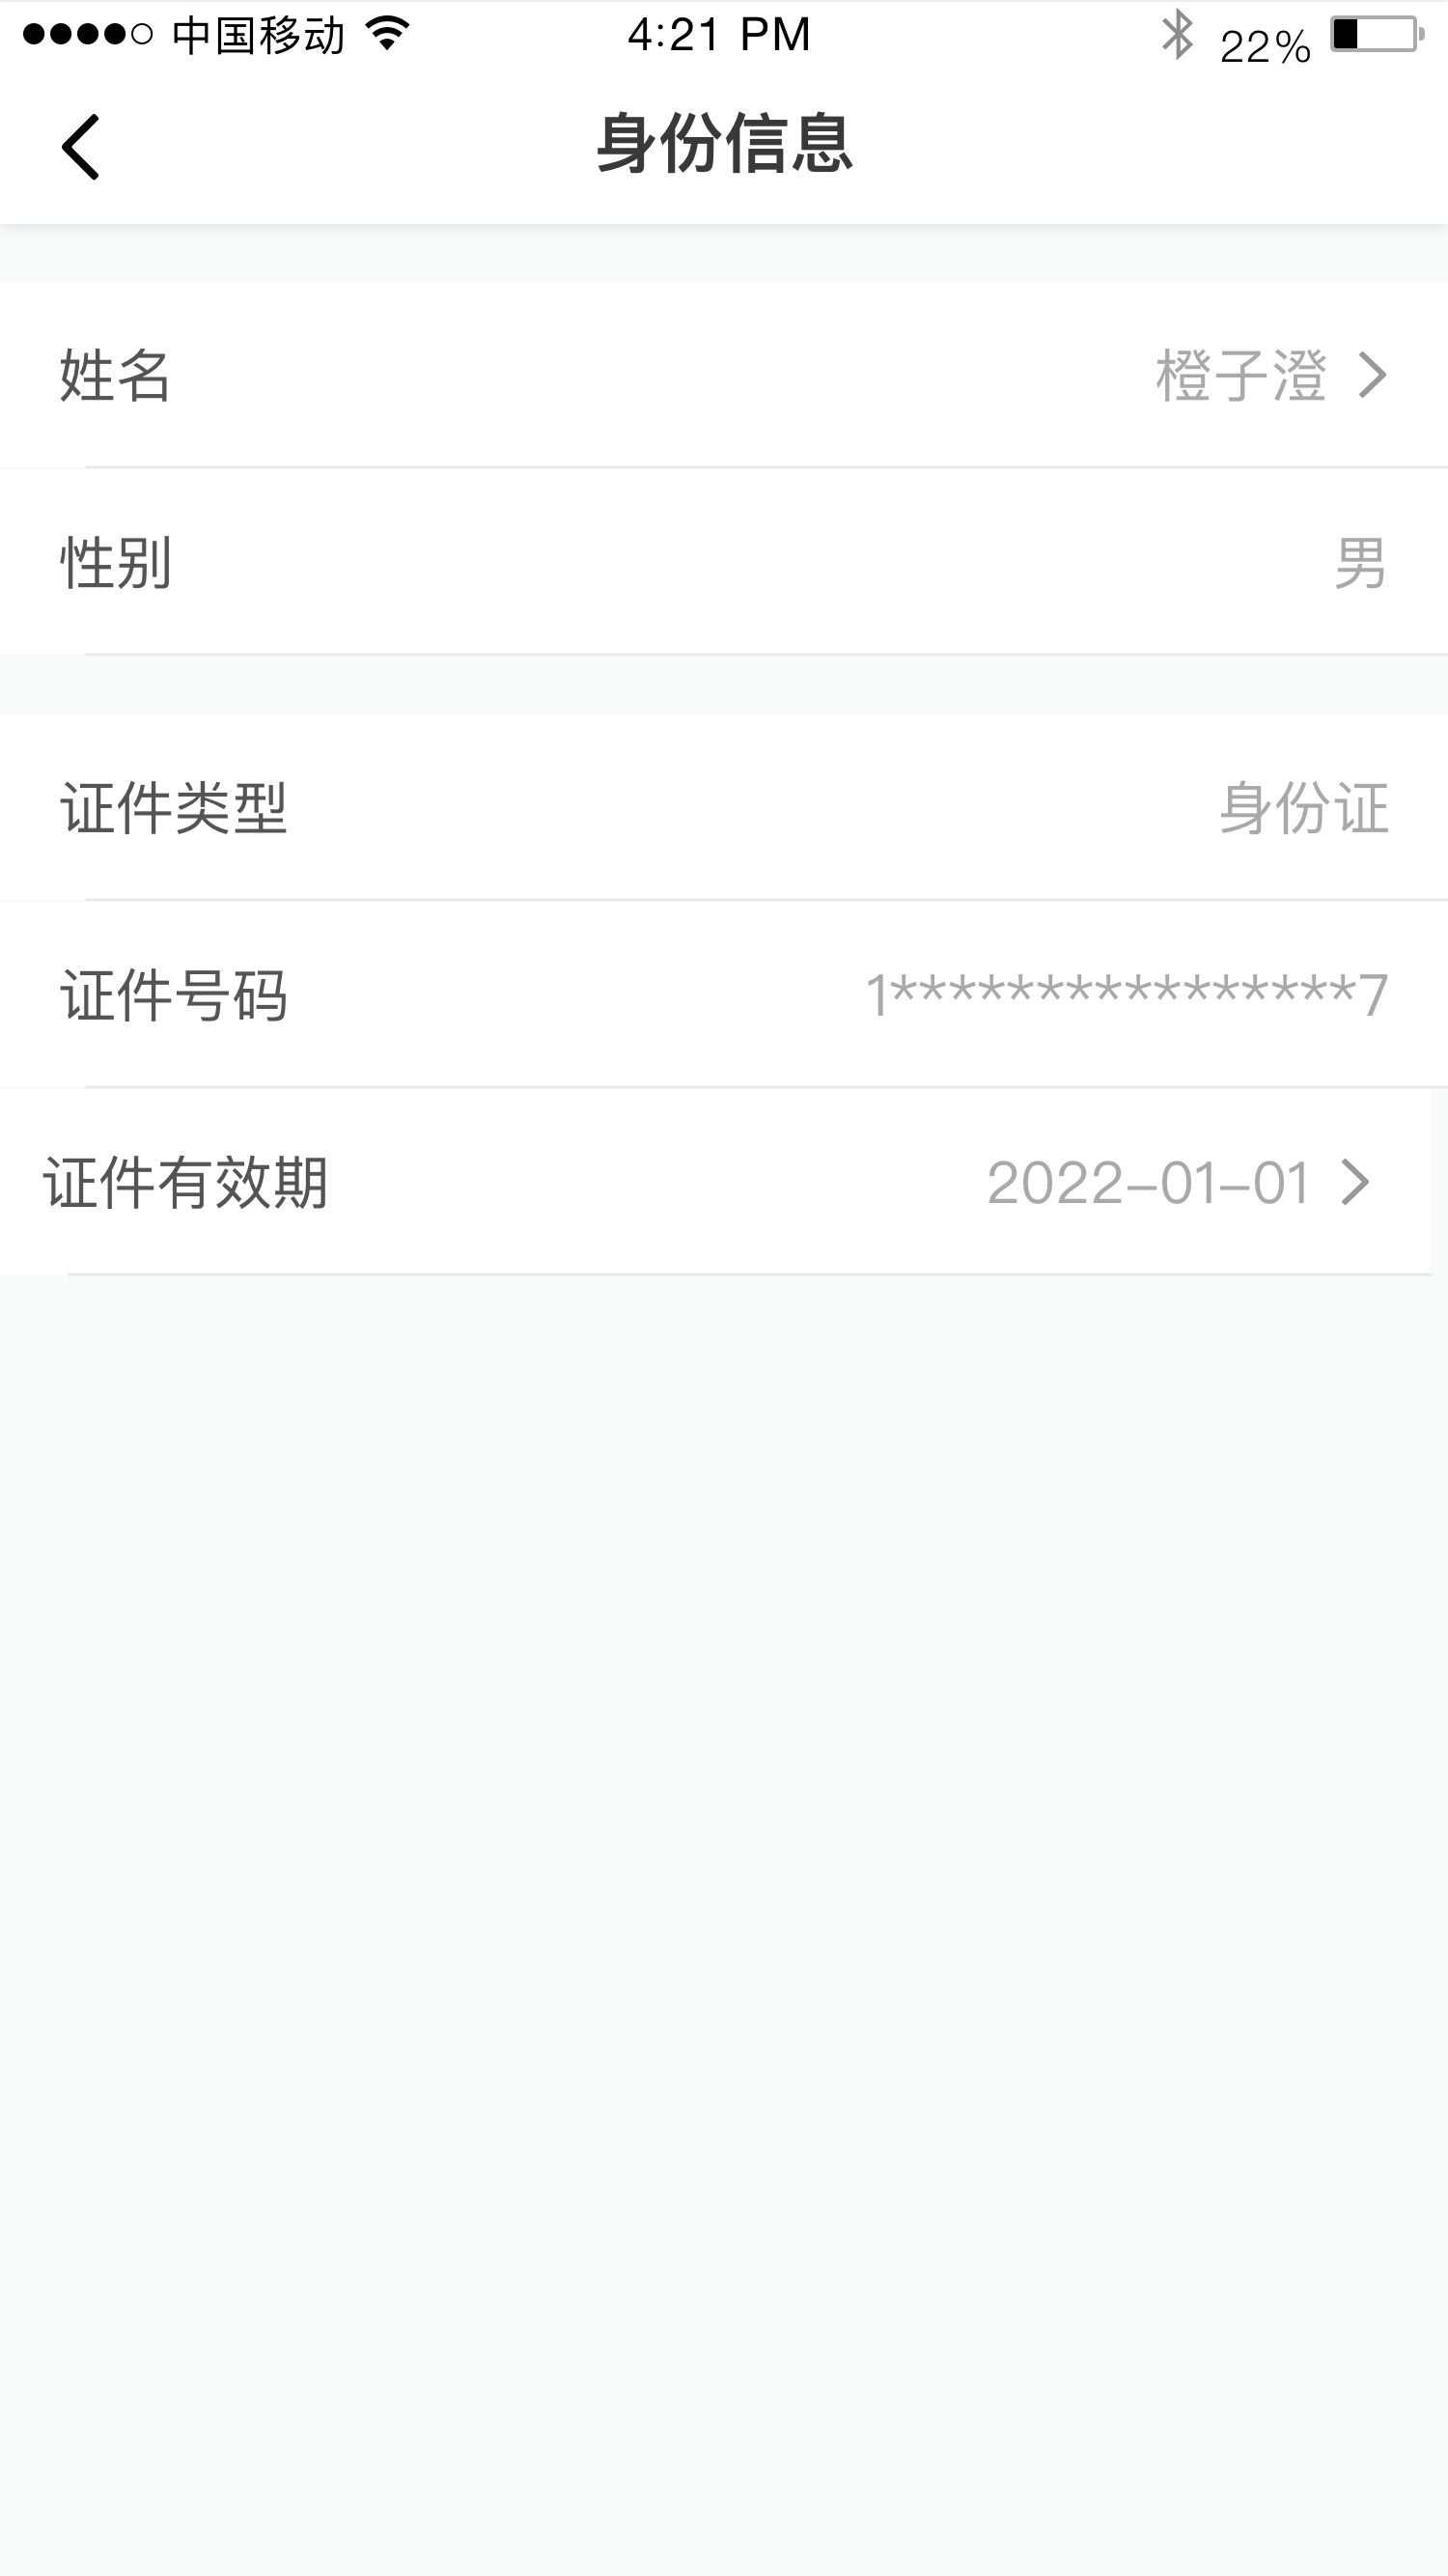 中国移动 4:21 PM 22%
身份信息
姓名 橙子澄
性别 男
证件类型 身份证
证件号码 1****************7
证件有效期 2022-01-01